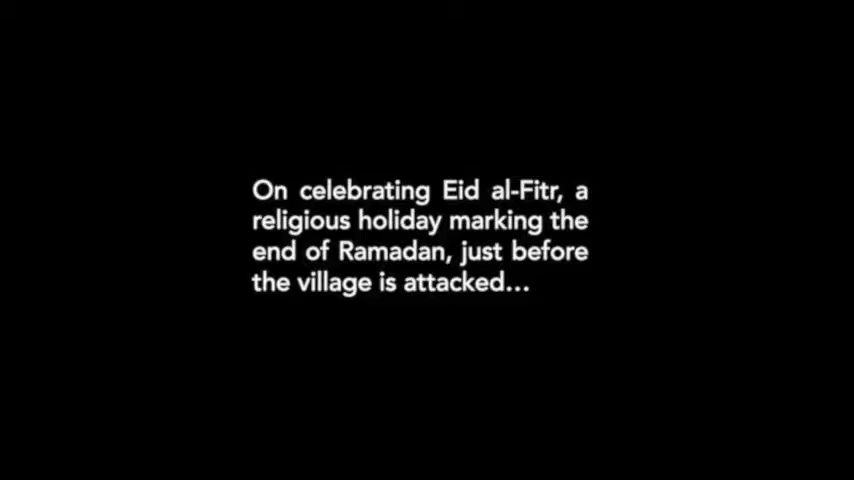 On celebrating Eid al-Fitr, a
religious holiday marking the
end of Ramadan, just before
the village is attacked...